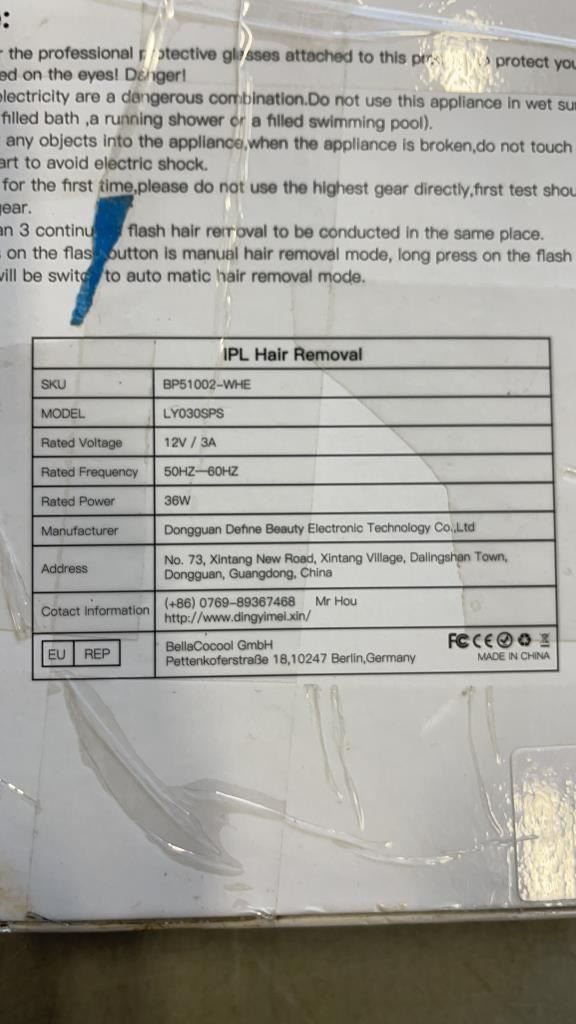 :
the professional protective glasses attached to this protect you
ed on the eyes! Danger!
electricity are a dangerous combination.Do not use this appliance in wet su
filled bath ,a running shower or a filled swimming pool).
any objects into the appliance,when the appliance is broken,do not touch
art to avoid electric shock.
for the first time,please do not use the highest gear directly,first test shou
ear.
an 3 continu flash hair removal to be conducted in the same place.
on the flas button is manual hair removal mode, long press on the flash
will be switc to auto matic hair removal mode.
IPL Hair Removal
SKU BP51002-WHE
MODEL LY030SPS
Rated Voltage 12V / 3A
Rated Frequency 50HZ—60HZ
Rated Power 36W
Manufacturer Dongguan Define Beauty Electronic Technology Co.,Ltd
Address No. 73, Xintang New Road, Xintang Village, Dalingshan Town,
Dongguan, Guangdong, China
Cotact Information (+86) 0769-89367468 Mr Hou
http://www.dingyimei.xin/
EU REP BellaCocool GmbH
Pettenkoferstraße 18,10247 Berlin,Germany
FC CE
MADE IN CHINA